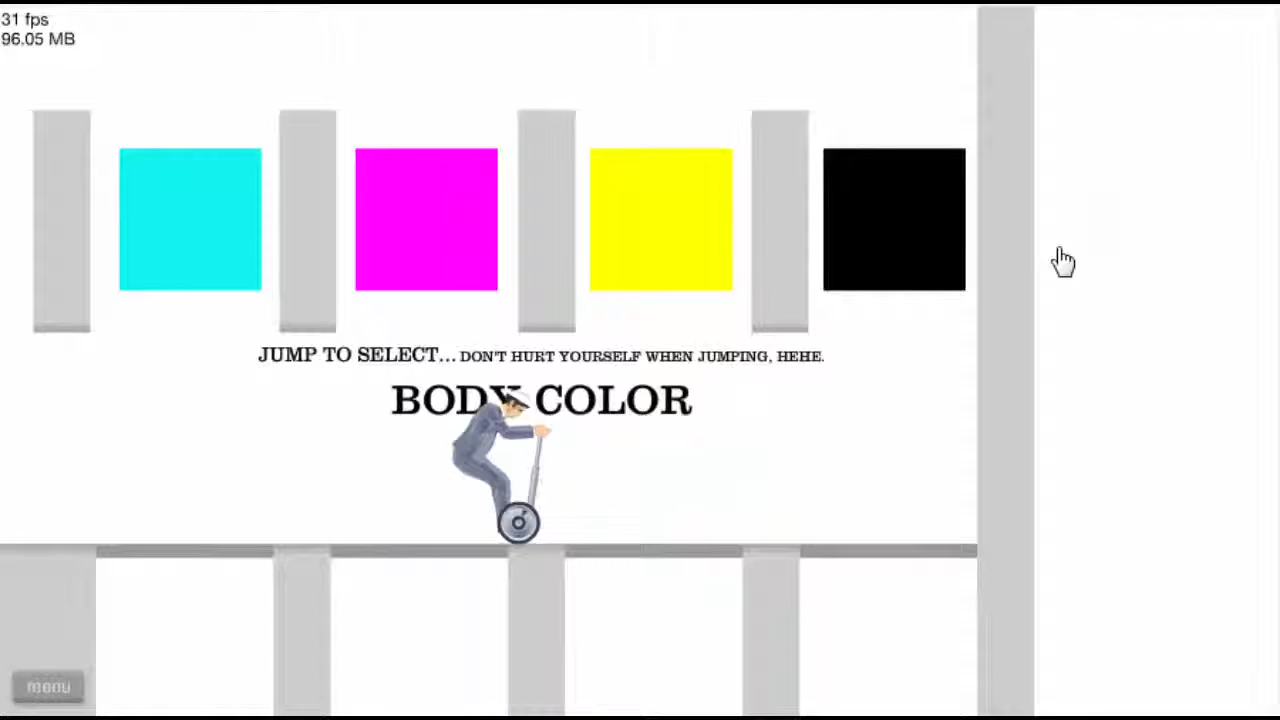 31 fps
96.05 MB
JUMP TO SELECT... DON'T HURT YOURSELF WHEN JUMPING, HEHE.
BODY COLOR
menu